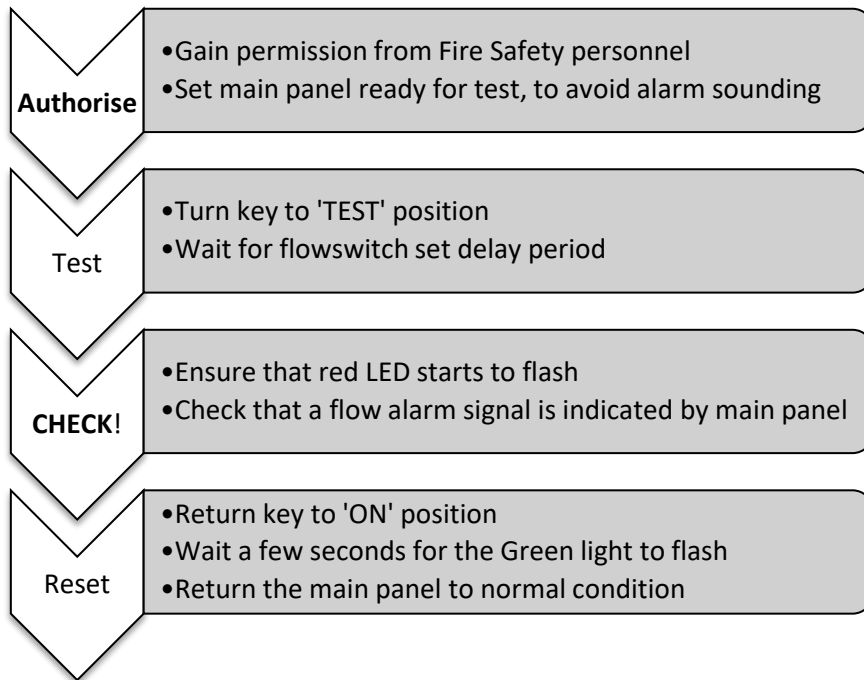 Authorise
•Gain permission from Fire Safety personnel
•Set main panel ready for test, to avoid alarm sounding
Test
•Turn key to 'TEST' position
•Wait for flowswitch set delay period
CHECK!
•Ensure that red LED starts to flash
•Check that a flow alarm signal is indicated by main panel
Reset
•Return key to 'ON' position
•Wait a few seconds for the Green light to flash
•Return the main panel to normal condition